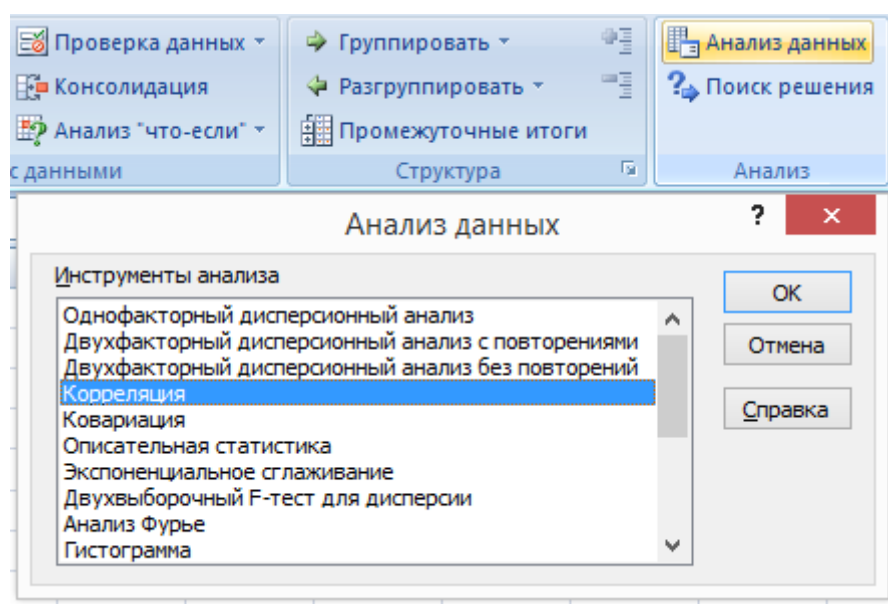 Проверка данных
Группировать
Анализ данных
Консолидация
Разгруппировать
Поиск решения
Анализ "что-если"
Промежуточные итоги
с данными
Структура
Анализ
Анализ данных
?
Инструменты анализа
Однофакторный дисперсионный анализ
Двухфакторный дисперсионный анализ с повторениями
Двухфакторный дисперсионный анализ без повторений
Корреляция
Ковариация
Описательная статистика
Экспоненциальное сглаживание
Двухвыборочный F-тест для дисперсии
Анализ Фурье
Гистограмма
ОК
Отмена
Справка